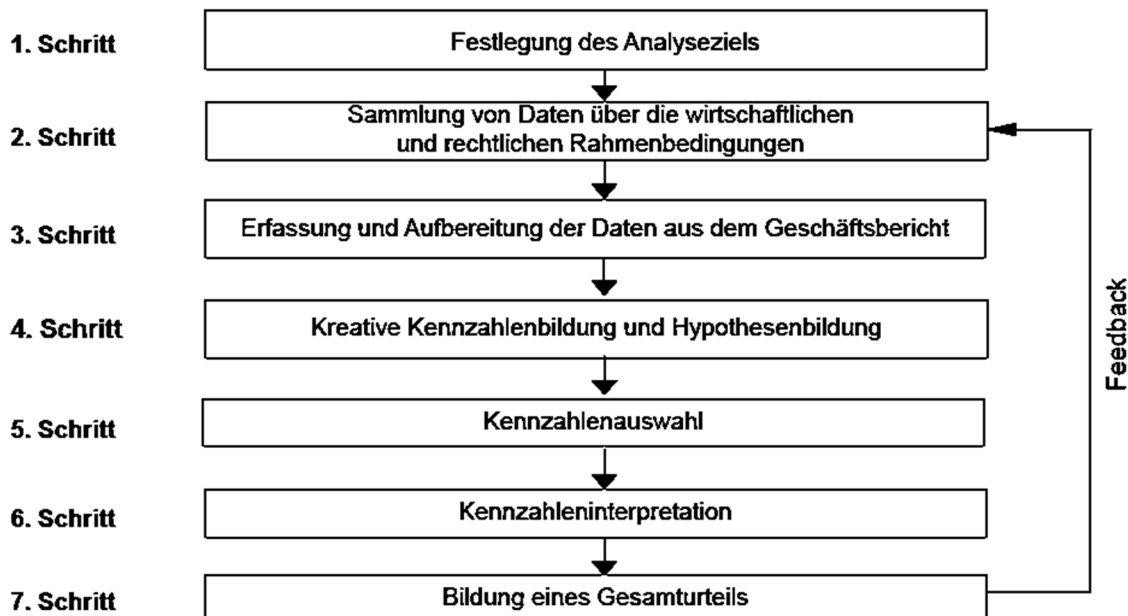 1. Schritt
Festlegung des Analyseziels
2. Schritt
Sammlung von Daten über die wirtschaftlichen
und rechtlichen Rahmenbedingungen
3. Schritt
Erfassung und Aufbereitung der Daten aus dem Geschäftsbericht
4. Schritt
Kreative Kennzahlenbildung und Hypothesenbildung
5. Schritt
Kennzahlenauswahl
6. Schritt
Kennzahleninterpretation
7. Schritt
Bildung eines Gesamturteils
Feedback